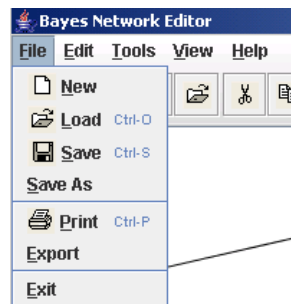 Bayes Network Editor
File Edit Tools View Help
New
Load Ctrl-O
Save Ctrl-S
Save As
Print Ctrl-P
Export
Exit